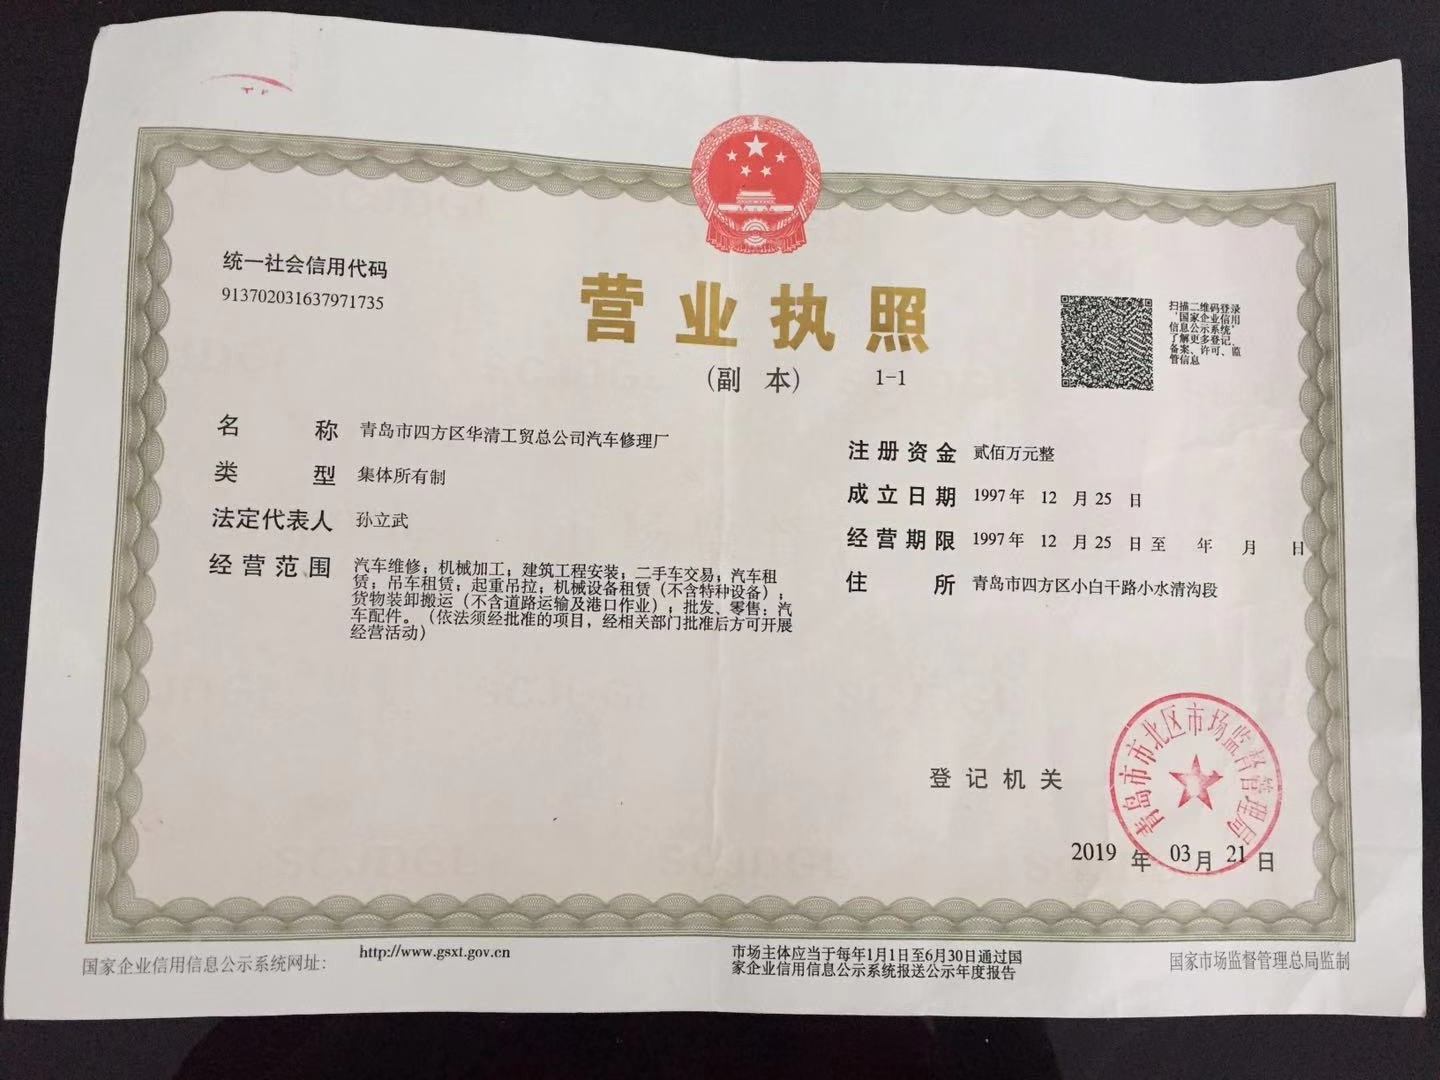 统一社会信用代码
913702031637971735
营业执照
(副 本) 1-1
扫描二维码登录
'国家企业信用
信息公示系统'
了解更多登记、
备案、许可、监
管信息
名 称 青岛市四方区华清工贸总公司汽车修理厂
类 型 集体所有制
法定代表人 孙立武
经营范围 汽车维修；机械加工；建筑工程安装；二手车交易；汽车租
赁；吊车租赁；起重吊拉；机械设备租赁（不含特种设备）；
货物装卸搬运（不含道路运输及港口作业）；批发、零售：汽
车配件。（依法须经批准的项目，经相关部门批准后方可开展
经营活动）
注册资金 贰佰万元整
成立日期 1997年 12 月 25 日
经营期限 1997年 12 月 25 日至 年 月 日
住 所 青岛市四方区小白干路小水清沟段
登记机关
青岛市市北区市场监督管理局
2019 年 03月 21 日
国家企业信用信息公示系统网址： http://www.gsxt.gov.cn
市场主体应当于每年1月1日至6月30日通过国
家企业信用信息公示系统报送公示年度报告
国家市场监督管理总局监制